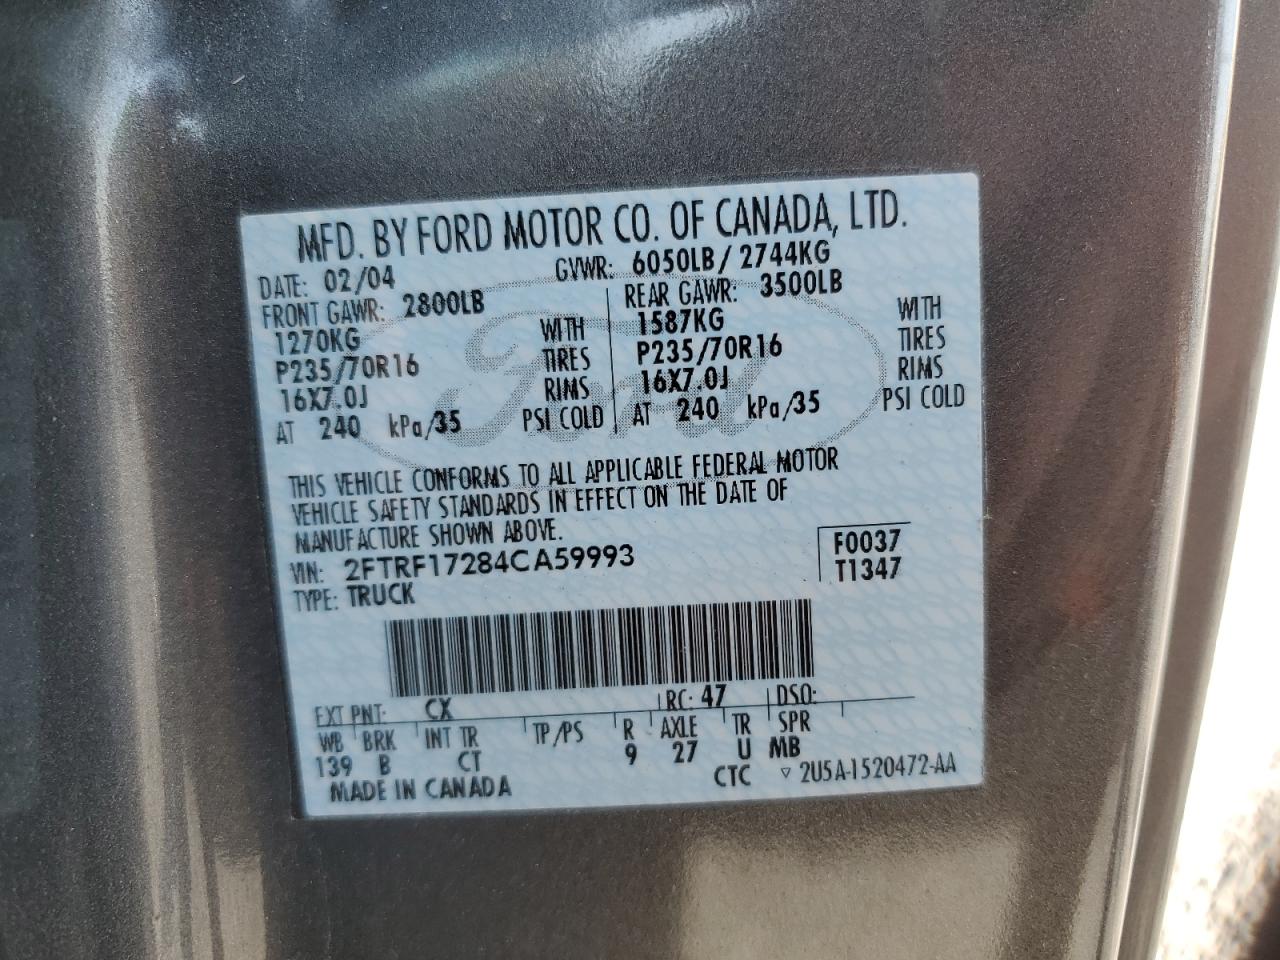 MFD. BY FORD MOTOR CO. OF CANADA, LTD.
DATE: 02/04 GVWR: 6050LB/ 2744KG
FRONT GAWR: 2800LB REAR GAWR: 3500LB
1270KG WITH 1587KG WITH
P235/70R16 TIRES P235/70R16 TIRES
16X7.0J RIMS 16X7.0J RIMS
AT 240 kPa/35 PSI COLD AT 240 kPa/35 PSI COLD
Ford
THIS VEHICLE CONFORMS TO ALL APPLICABLE FEDERAL MOTOR
VEHICLE SAFETY STANDARDS IN EFFECT ON THE DATE OF
MANUFACTURE SHOWN ABOVE.
VIN: 2FTRF17284CA59993 F0037
TYPE: TRUCK T1347
EXT PNT: CX RC: 47 DSO:
WB BRK INT TR TP/PS R AXLE TR SPR
139 B CT 9 27 U MB
MADE IN CANADA CTC ▽ 2U5A-1520472-AA